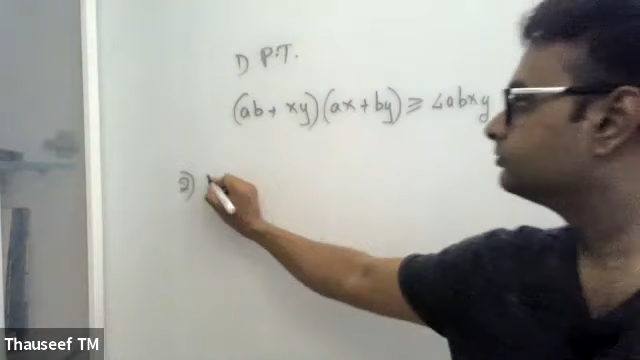 1) P.T.
(ab + xy)(ax + by) ≥ 4abxy
2)
Thauseef TM